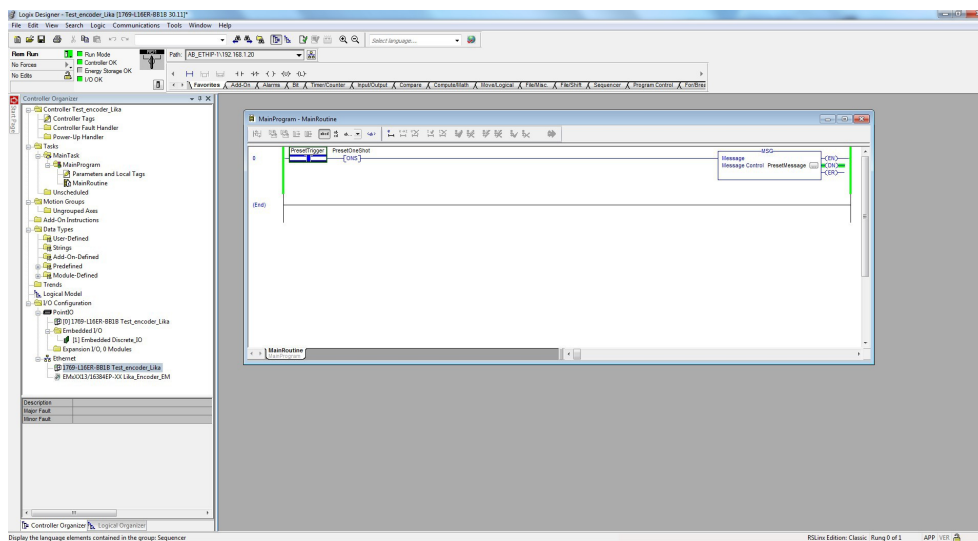 Logix Designer - Test_encoder_Lika [1769-L16ER-BB1B 30.11]*
File Edit View Search Logic Communications Tools Window Help
Select language...
Rem Run
Run Mode
No Forces
Controller OK
No Edits
Energy Storage OK
I/O OK
Path: AB_ETHIP-1\192.168.1.20
Favorites Add-On Alarms Bit Timer/Counter Input/Output Compare Compute/Math Move/Logical File/Misc. File/Shift Sequencer Program Control For/Brea
Start Page
Controller Organizer
Controller Test_encoder_Lika
Controller Tags
Controller Fault Handler
Power-Up Handler
Tasks
MainTask
MainProgram
Parameters and Local Tags
MainRoutine
Unscheduled
Motion Groups
Ungrouped Axes
Add-On Instructions
Data Types
User-Defined
Strings
Add-On-Defined
Predefined
Module-Defined
Trends
Logical Model
I/O Configuration
PointIO
[0] 1769-L16ER-BB1B Test_encoder_Lika
Embedded I/O
[1] Embedded Discrete_IO
Expansion I/O, 0 Modules
Ethernet
1769-L16ER-BB1B Test_encoder_Lika
EMxXX13/16384EP-XX Lika_Encoder_EM
Description
Major Fault
Minor Fault
Controller Organizer Logical Organizer
MainProgram - MainRoutine
0
PresetTrigger
PresetOneShot
ONS
MSG
Message
Message Control PresetMessage ...
EN
DN
ER
(End)
MainRoutine
MainProgram
Display the language elements contained in the group: Sequencer
RSLinx Edition: Classic Rung 0 of 1 APP VER